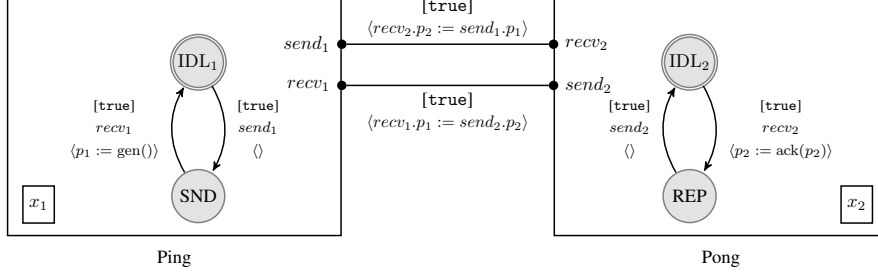 [true]
⟨recv₂.p₂ := send₁.p₁⟩
send₁
recv₂
IDL₁
IDL₂
recv₁
send₂
[true]
⟨recv₁.p₁ := send₂.p₂⟩
[true]
recv₁
⟨p₁ := gen()⟩
[true]
send₁
⟨⟩
[true]
send₂
⟨⟩
[true]
recv₂
⟨p₂ := ack(p₂)⟩
SND
REP
x₁
x₂
Ping
Pong